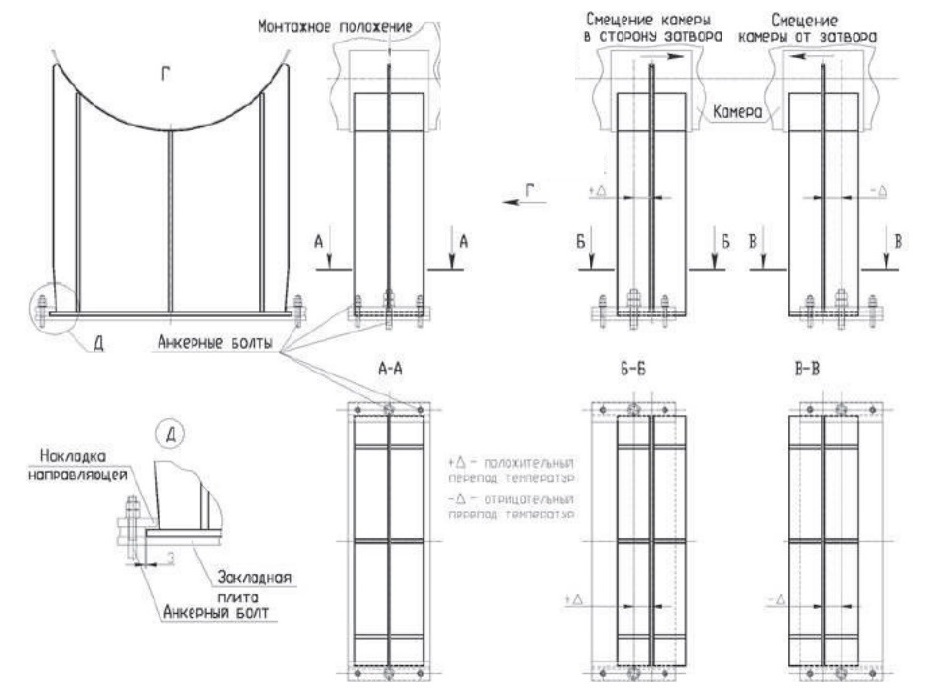 Монтажное положение
Смещение камеры
в сторону затвора
Смещение
камеры от затвора
Г
Камера
Г
+Δ
-Δ
А
А
Б
Б
В
В
Д
Анкерные болты
А-А
Б-Б
В-В
Д
Накладка
направляющей
+Δ - положительный
перепад температур
-Δ - отрицательный
перепад температур
3
Закладная
плита
Анкерный болт
+Δ
-Δ